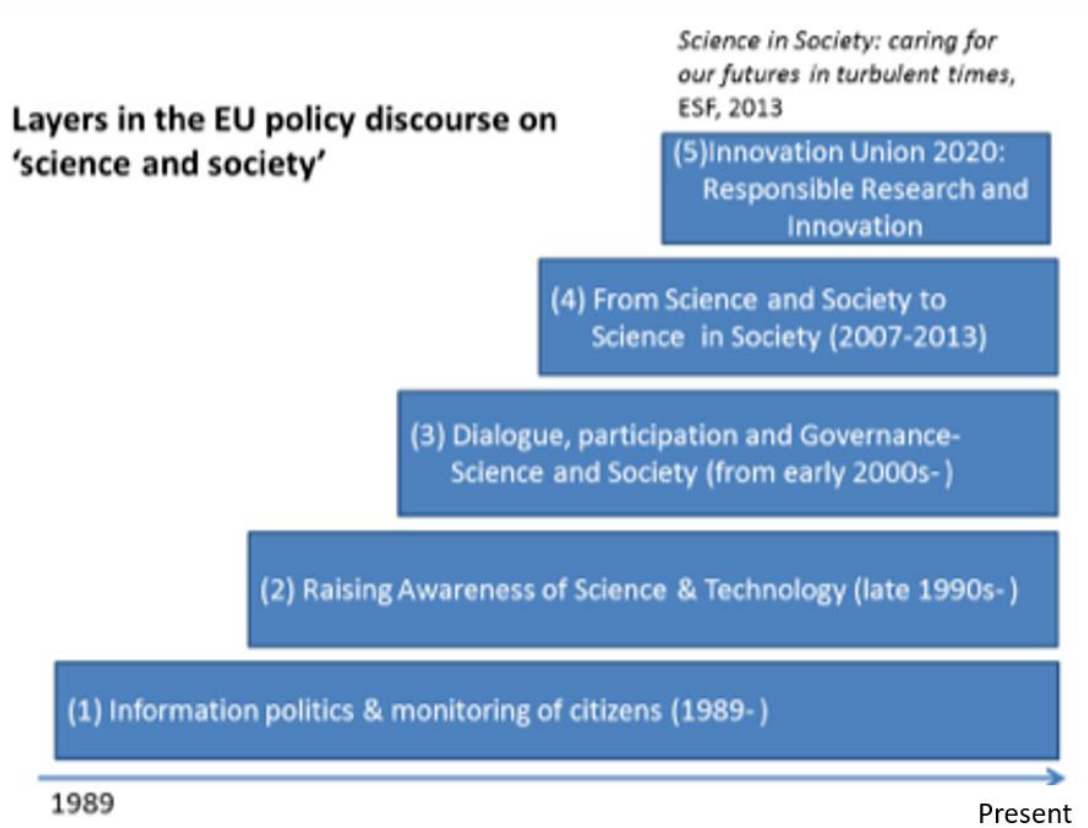 Science in Society: caring for
our futures in turbulent times,
ESF, 2013
Layers in the EU policy discourse on
‘science and society’
(5)Innovation Union 2020:
Responsible Research and
Innovation
(4) From Science and Society to
Science in Society (2007-2013)
(3) Dialogue, participation and Governance-
Science and Society (from early 2000s- )
(2) Raising Awareness of Science & Technology (late 1990s- )
(1) Information politics & monitoring of citizens (1989- )
1989
Present